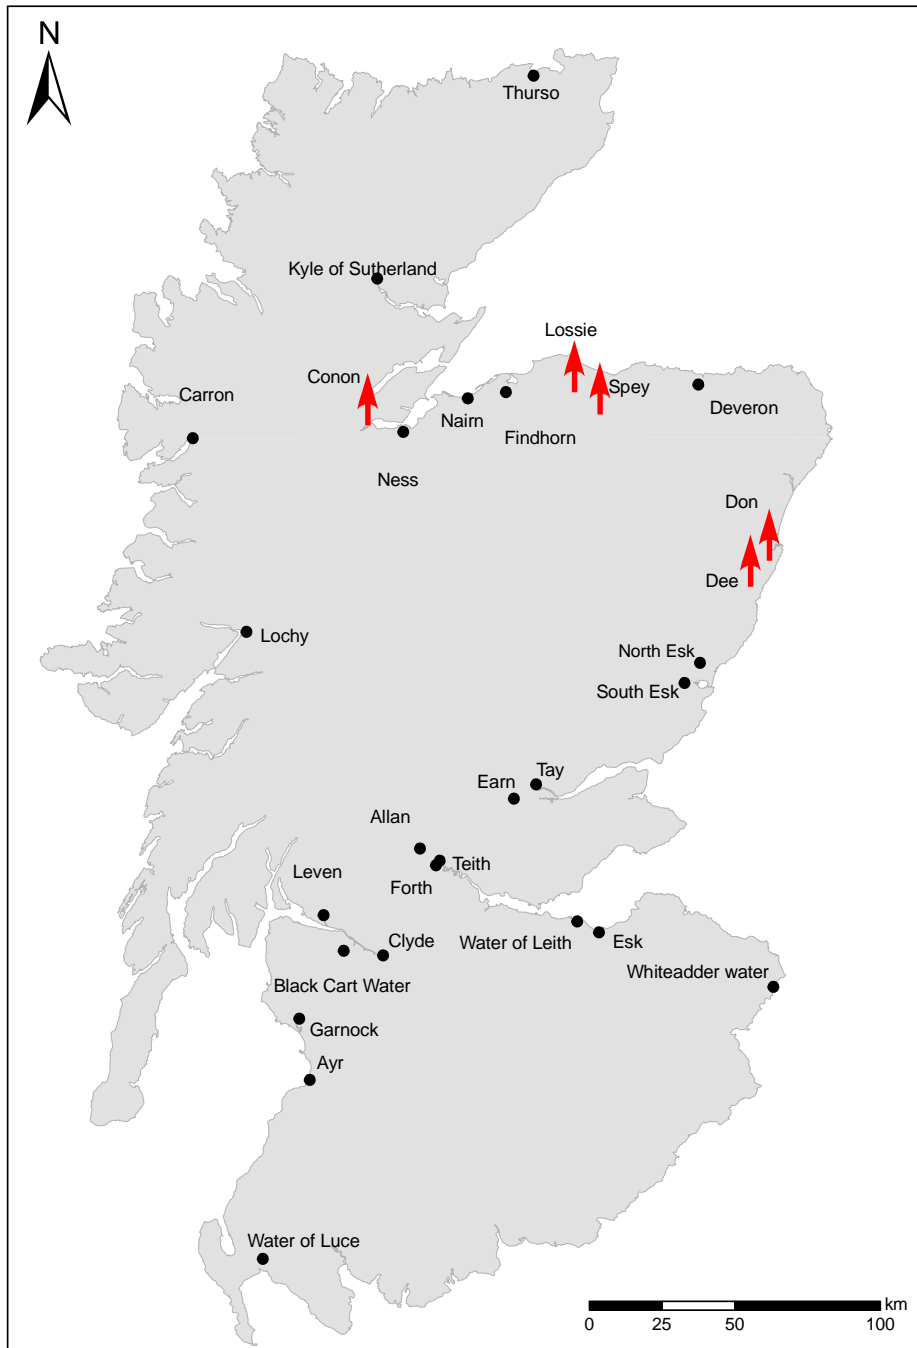 N
Thurso
Kyle of Sutherland
Lossie
Conon
Spey
Carron
Deveron
Nairn
Findhorn
Ness
Don
Dee
Lochy
North Esk
South Esk
Tay
Earn
Allan
Teith
Leven
Forth
Clyde
Water of Leith
Esk
Whiteadder water
Black Cart Water
Garnock
Ayr
Water of Luce
km
0 25 50 100